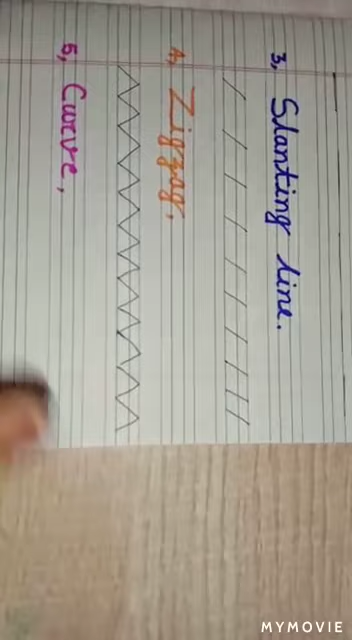 3, Slanting line.
4, Zigzag,
5, Curve,
MYMOVIE